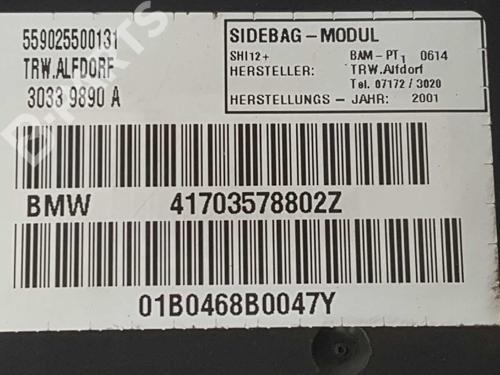 559025500131
TRW.ALFDORF
3033 9890 A
SIDEBAG-MODUL
SHI12+ BAM-PT1 0614
HERSTELLER: TRW.Alfdorf
Tel. 07172/3020
HERSTELLUNGS-JAHR: 2001
BMW 41703578802Z
01B0468B0047Y
B-PARTS